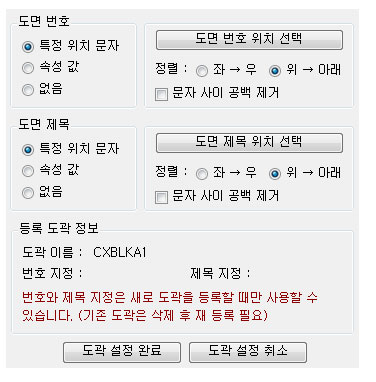 도면 번호
특정 위치 문자
속성 값
없음
도면 번호 위치 선택
정렬 : 좌 → 우 위 → 아래
문자 사이 공백 제거
도면 제목
특정 위치 문자
속성 값
없음
도면 제목 위치 선택
정렬 : 좌 → 우 위 → 아래
문자 사이 공백 제거
등록 도곽 정보
도곽 이름 : CXBLKA1
번호 지정 : 제목 지정 :
번호와 제목 지정은 새로 도곽을 등록할 때만 사용할 수
있습니다. (기존 도곽은 삭제 후 재 등록 필요)
도곽 설정 완료 도곽 설정 취소